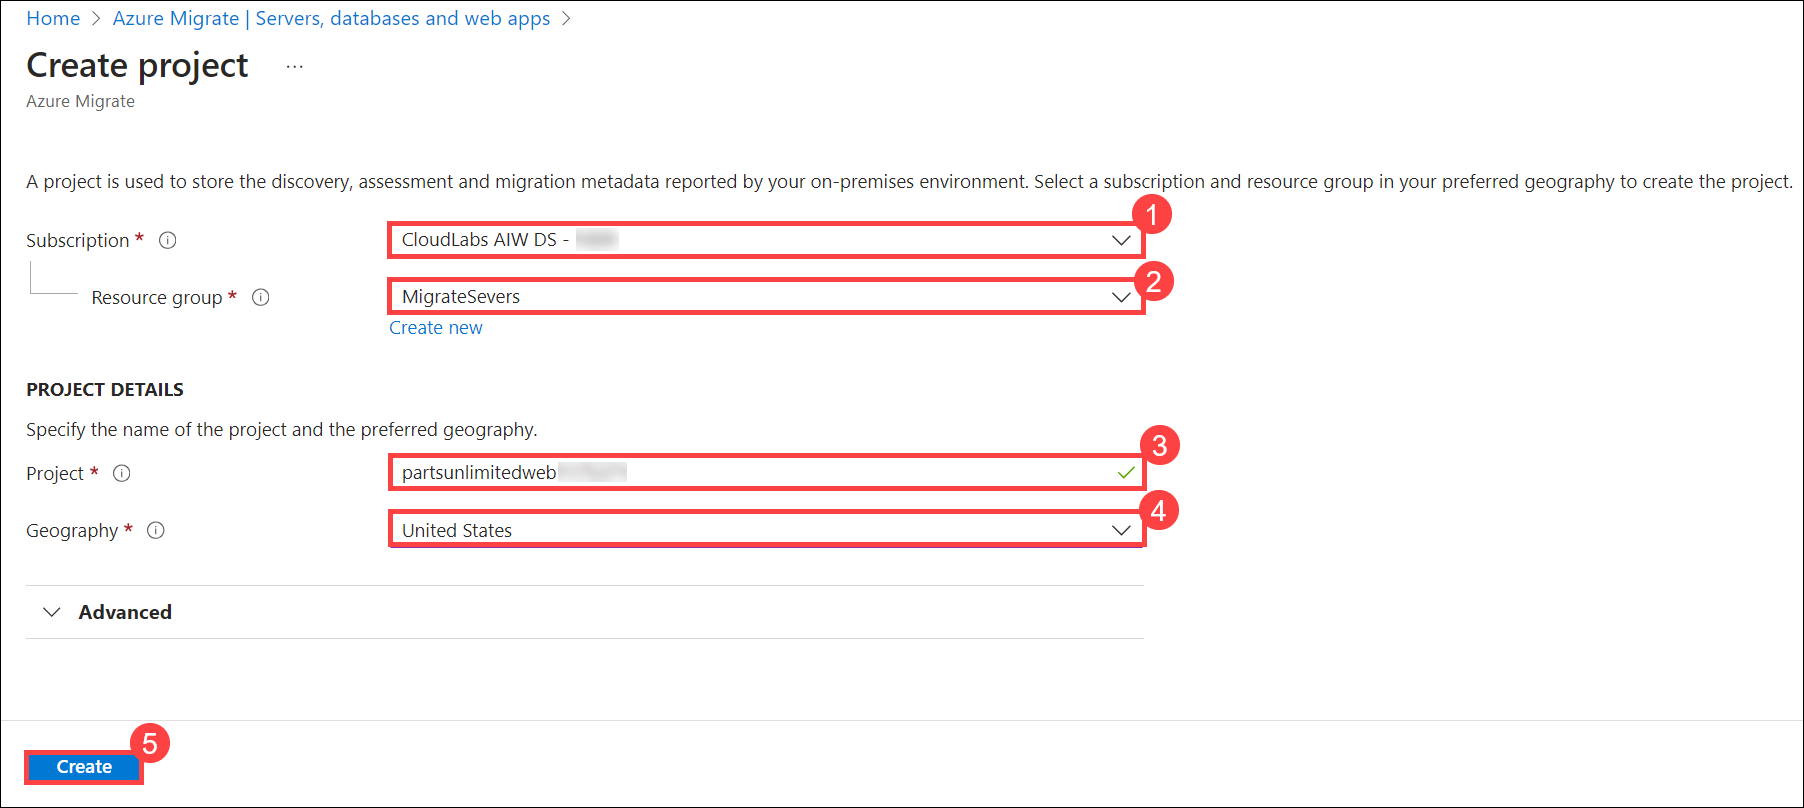 Home > Azure Migrate | Servers, databases and web apps >
Create project ...
Azure Migrate
A project is used to store the discovery, assessment and migration metadata reported by your on-premises environment. Select a subscription and resource group in your preferred geography to create the project.
1
Subscription * CloudLabs AIW DS -
2
Resource group * MigrateSevers
Create new
PROJECT DETAILS
Specify the name of the project and the preferred geography.
3
Project * partsunlimitedweb
4
Geography * United States
Advanced
5
Create